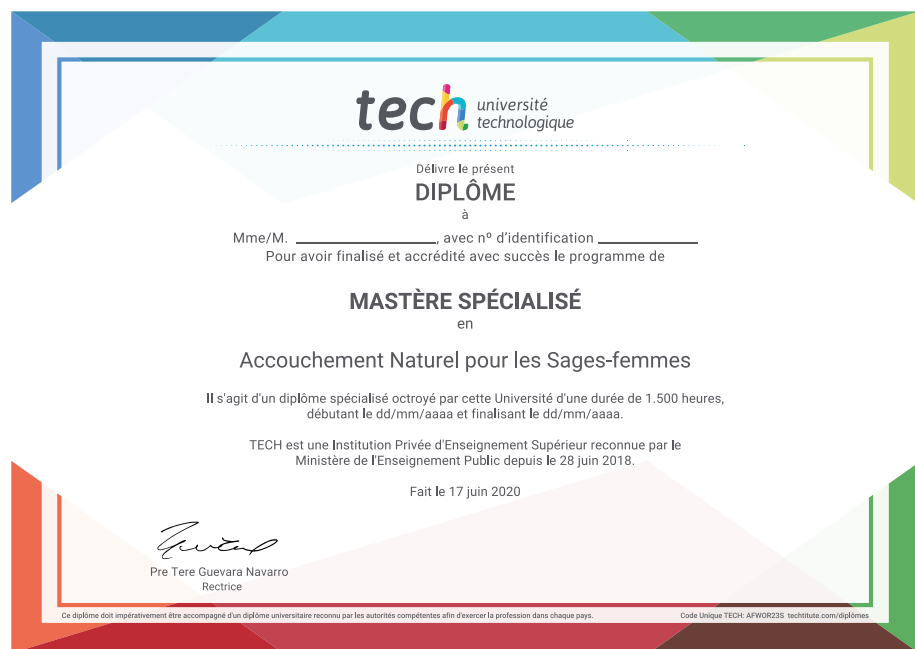 tech université
technologique
Délivre le présent
DIPLÔME
à
Mme/M. ____________, avec nº d'identification ____________
Pour avoir finalisé et accrédité avec succès le programme de
MASTÈRE SPÉCIALISÉ
en
Accouchement Naturel pour les Sages-femmes
Il s'agit d'un diplôme spécialisé octroyé par cette Université d'une durée de 1.500 heures,
débutant le dd/mm/aaaa et finalisant le dd/mm/aaaa.
TECH est une Institution Privée d'Enseignement Supérieur reconnue par le
Ministère de l'Enseignement Public depuis le 28 juin 2018.
Fait le 17 juin 2020
Pre Tere Guevara Navarro
Rectrice
Ce diplôme doit impérativement être accompagné d'un diplôme universitaire reconnu par les autorités compétentes afin d'exercer la profession dans chaque pays. Code Unique TECH: AFWOR23S techtitute.com/diplômes